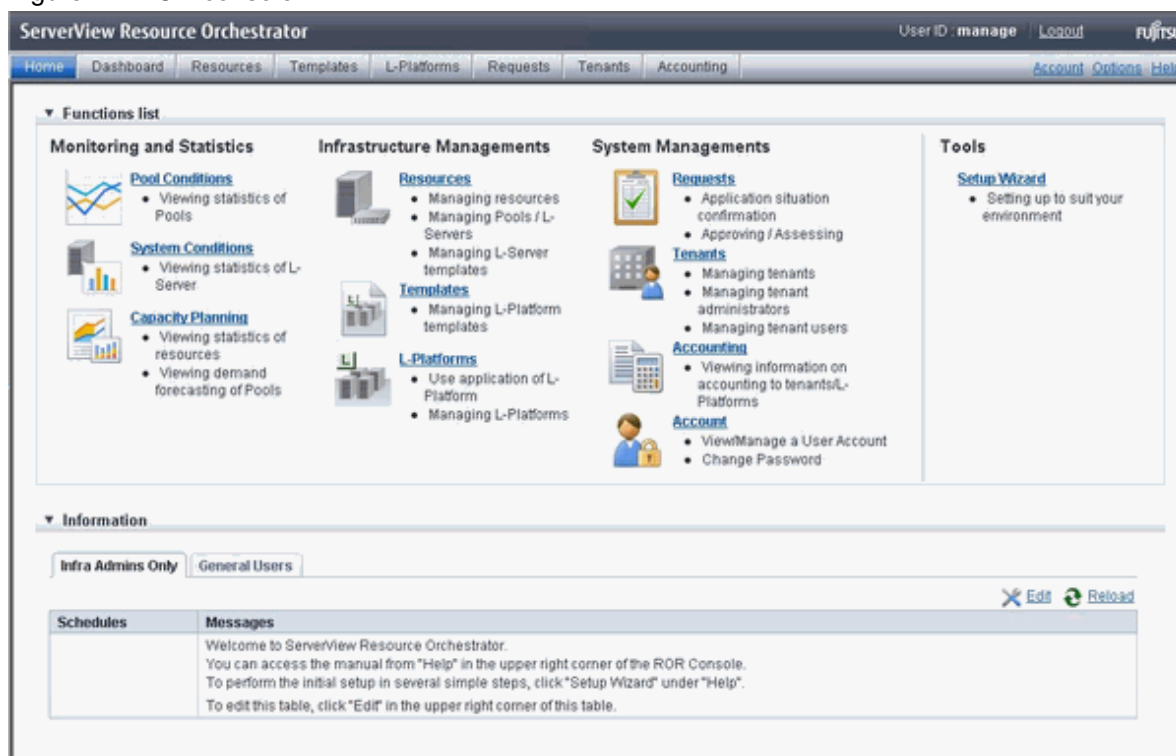 ServerView Resource Orchestrator
User ID : manage Logout FUJITSU
Home Dashboard Resources Templates L-Platforms Requests Tenants Accounting Account Options Help
Functions list
Monitoring and Statistics
Pool Conditions
Viewing statistics of
Pools
System Conditions
Viewing statistics of L-
Server
Capacity Planning
Viewing statistics of
resources
Viewing demand
forecasting of Pools
Infrastructure Managements
Resources
Managing resources
Managing Pools / L-
Servers
Managing L-Server
templates
Templates
Managing L-Platform
templates
L-Platforms
Use application of L-
Platform
Managing L-Platforms
System Managements
Requests
Application situation
confirmation
Approving / Assessing
Tenants
Managing tenants
Managing tenant
administrators
Managing tenant users
Accounting
Viewing information on
accounting to tenants/L-
Platforms
Account
View/Manage a User Account
Change Password
Tools
Setup Wizard
Setting up to suit your
environment
Information
Infra Admins Only General Users
Edit Reload
Schedules Messages
Welcome to ServerView Resource Orchestrator.
You can access the manual from "Help" in the upper right corner of the ROR Console.
To perform the initial setup in several simple steps, click "Setup Wizard" under "Help".
To edit this table, click "Edit" in the upper right corner of this table.